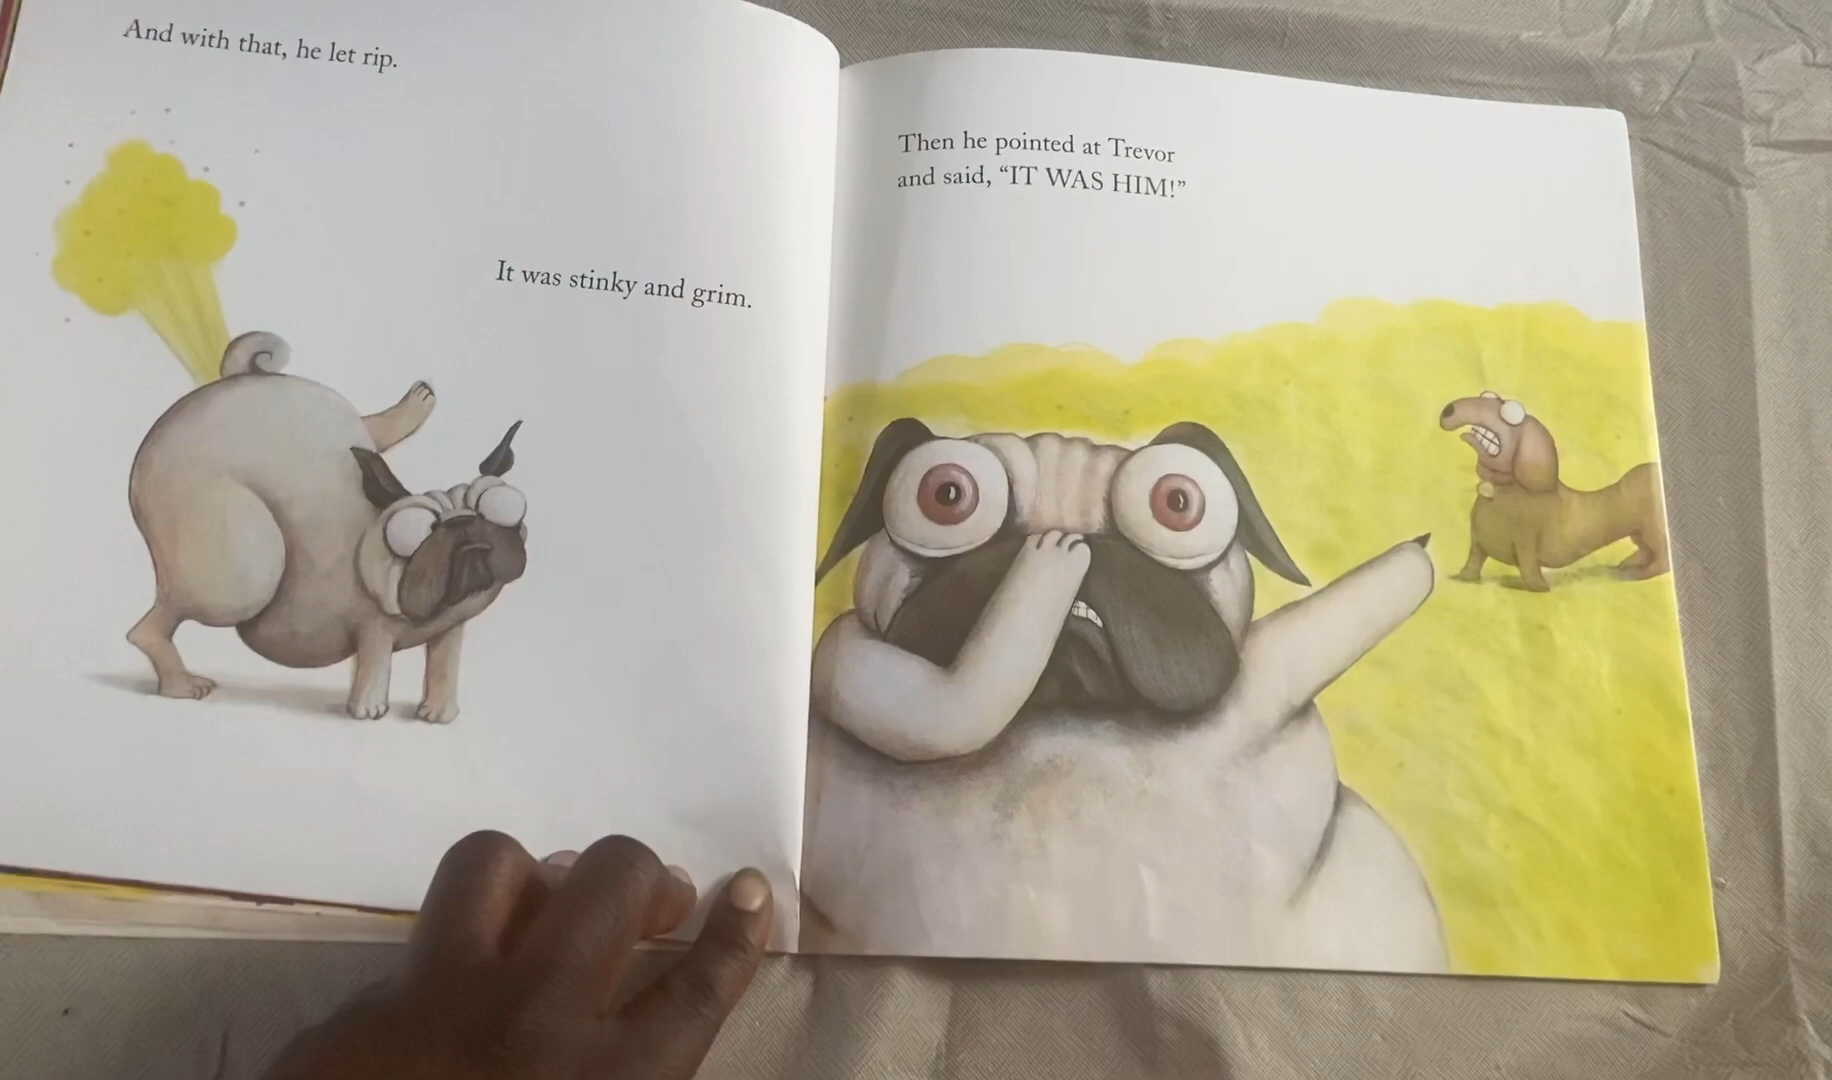 And with that, he let rip.
It was stinky and grim.
Then he pointed at Trevor
and said, “IT WAS HIM!”